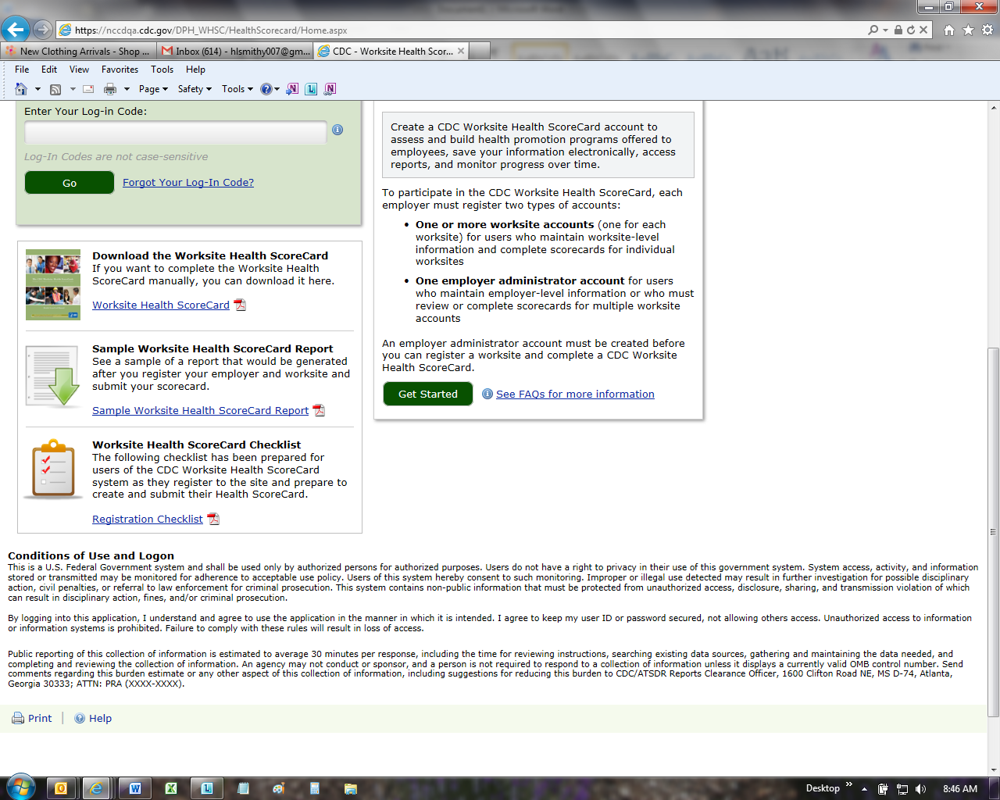 https://nccdqa.cdc.gov/DPH_WHSC/HealthScorecard/Home.aspx
New Clothing Arrivals - Shop ...
Inbox (614) - hlsmithy007@gm...
CDC - Worksite Health Scor...
File Edit View Favorites Tools Help
Page Safety Tools
Enter Your Log-in Code:
Log-In Codes are not case-sensitive
Go Forgot Your Log-In Code?
Download the Worksite Health ScoreCard
If you want to complete the Worksite Health
ScoreCard manually, you can download it here.
Worksite Health ScoreCard
Sample Worksite Health ScoreCard Report
See a sample of a report that would be generated
after you register your employer and worksite and
submit your scorecard.
Sample Worksite Health ScoreCard Report
Worksite Health ScoreCard Checklist
The following checklist has been prepared for
users of the CDC Worksite Health ScoreCard
system as they register to the site and prepare to
create and submit their Health ScoreCard.
Registration Checklist
Create a CDC Worksite Health ScoreCard account to
assess and build health promotion programs offered to
employees, save your information electronically, access
reports, and monitor progress over time.
To participate in the CDC Worksite Health ScoreCard, each
employer must register two types of accounts:
• One or more worksite accounts (one for each
worksite) for users who maintain worksite-level
information and complete scorecards for individual
worksites
• One employer administrator account for users
who maintain employer-level information or who must
review or complete scorecards for multiple worksite
accounts
An employer administrator account must be created before
you can register a worksite and complete a CDC Worksite
Health ScoreCard.
Get Started See FAQs for more information
Conditions of Use and Logon
This is a U.S. Federal Government system and shall be used only by authorized persons for authorized purposes. Users do not have a right to privacy in their use of this government system. System access, activity, and information
stored or transmitted may be monitored for adherence to acceptable use policy. Users of this system hereby consent to such monitoring. Improper or illegal use detected may result in further investigation for possible disciplinary
action, civil penalties, or referral to law enforcement for criminal prosecution. This system contains non-public information that must be protected from unauthorized access, disclosure, sharing, and transmission violation of which
can result in disciplinary action, fines, and/or criminal prosecution.
By logging into this application, I understand and agree to use the application in the manner in which it is intended. I agree to keep my user ID or password secured, not allowing others access. Unauthorized access to information
or information systems is prohibited. Failure to comply with these rules will result in loss of access.
Public reporting of this collection of information is estimated to average 30 minutes per response, including the time for reviewing instructions, searching existing data sources, gathering and maintaining the data needed, and
completing and reviewing the collection of information. An agency may not conduct or sponsor, and a person is not required to respond to a collection of information unless it displays a currently valid OMB control number. Send
comments regarding this burden estimate or any other aspect of this collection of information, including suggestions for reducing this burden to CDC/ATSDR Reports Clearance Officer, 1600 Clifton Road NE, MS D-74, Atlanta,
Georgia 30333; ATTN: PRA (XXXX-XXXX).
Print | Help
Desktop 8:46 AM